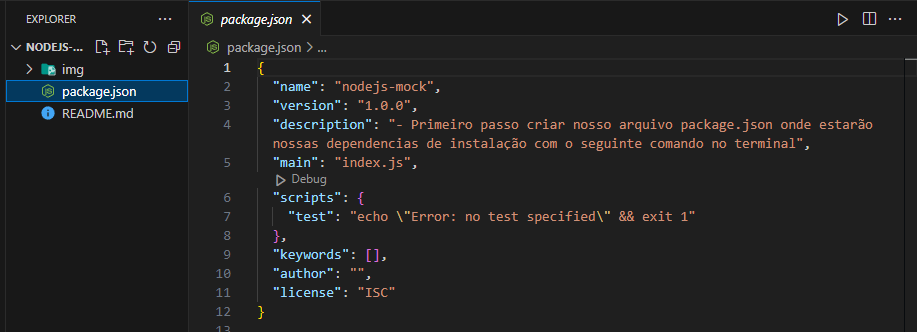 EXPLORER
NODEJS-...
img
package.json
README.md
package.json
package.json > ...
1 {
2 "name": "nodejs-mock",
3 "version": "1.0.0",
4 "description": "- Primeiro passo criar nosso arquivo package.json onde estarão
nossas dependencias de instalação com o seguinte comando no terminal",
5 "main": "index.js",
Debug
6 "scripts": {
7 "test": "echo \"Error: no test specified\" && exit 1"
8 },
9 "keywords": [],
10 "author": "",
11 "license": "ISC"
12 }
13